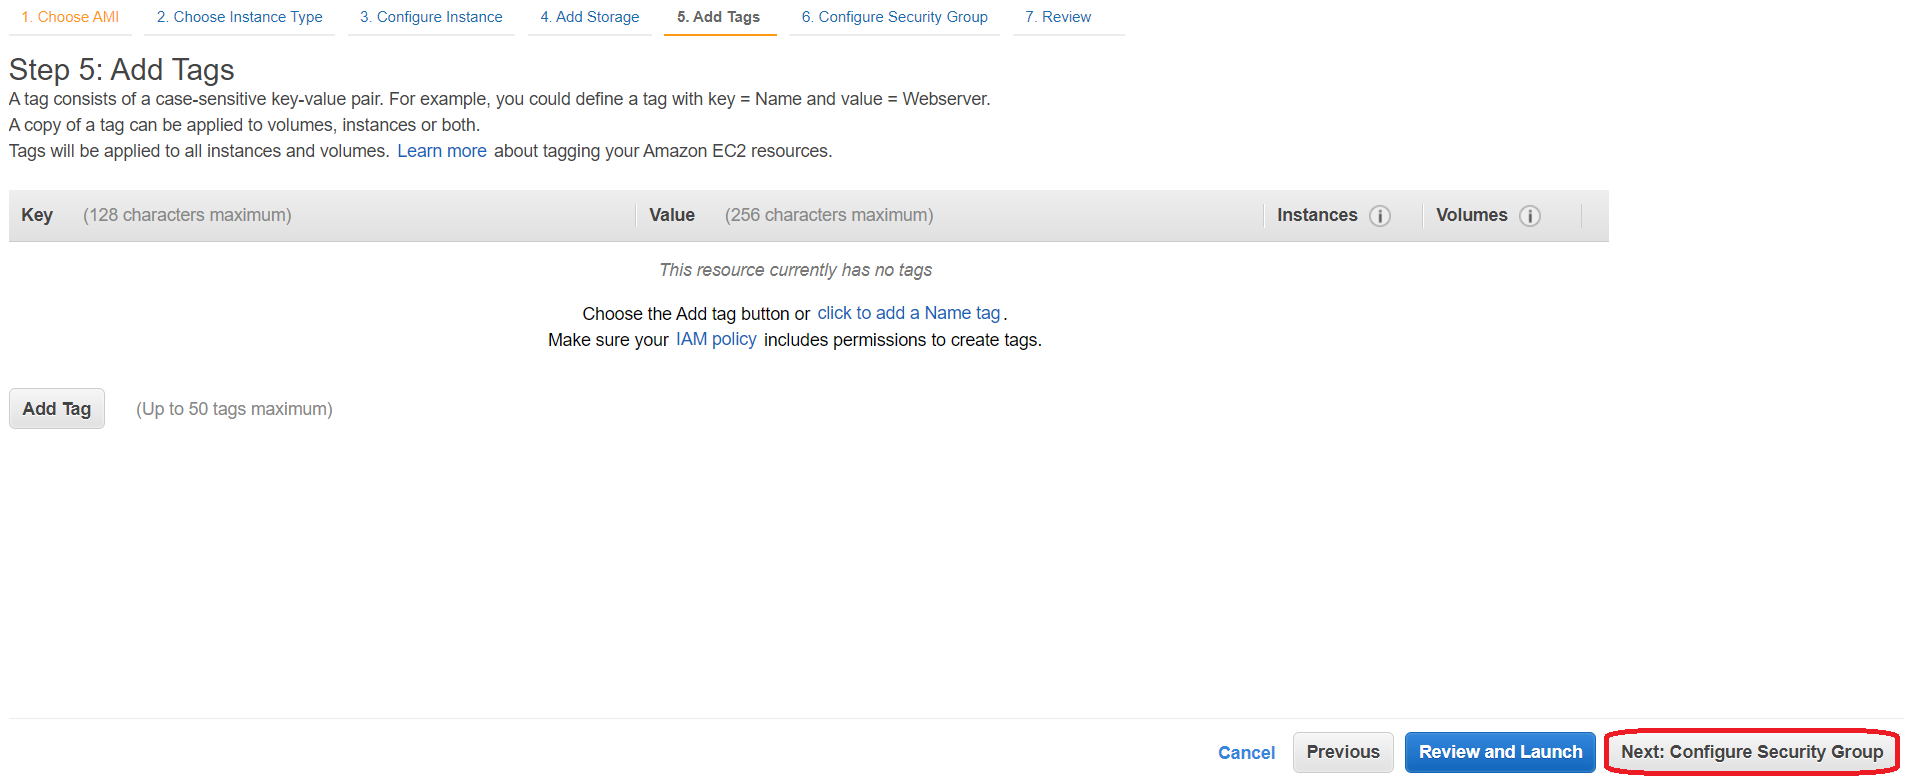 1. Choose AMI 2. Choose Instance Type 3. Configure Instance 4. Add Storage 5. Add Tags 6. Configure Security Group 7. Review
Step 5: Add Tags
A tag consists of a case-sensitive key-value pair. For example, you could define a tag with key = Name and value = Webserver.
A copy of a tag can be applied to volumes, instances or both.
Tags will be applied to all instances and volumes. Learn more about tagging your Amazon EC2 resources.
Key (128 characters maximum) Value (256 characters maximum) Instances i Volumes i
This resource currently has no tags
Choose the Add tag button or click to add a Name tag.
Make sure your IAM policy includes permissions to create tags.
Add Tag (Up to 50 tags maximum)
Cancel Previous Review and Launch Next: Configure Security Group